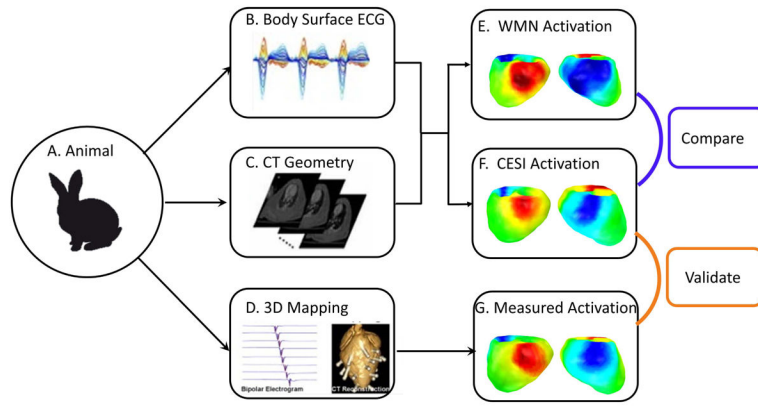 A. Animal
B. Body Surface ECG
C. CT Geometry
D. 3D Mapping
Bipolar Electrogram
CT Reconstruction
E. WMN Activation
F. CESI Activation
G. Measured Activation
Compare
Validate